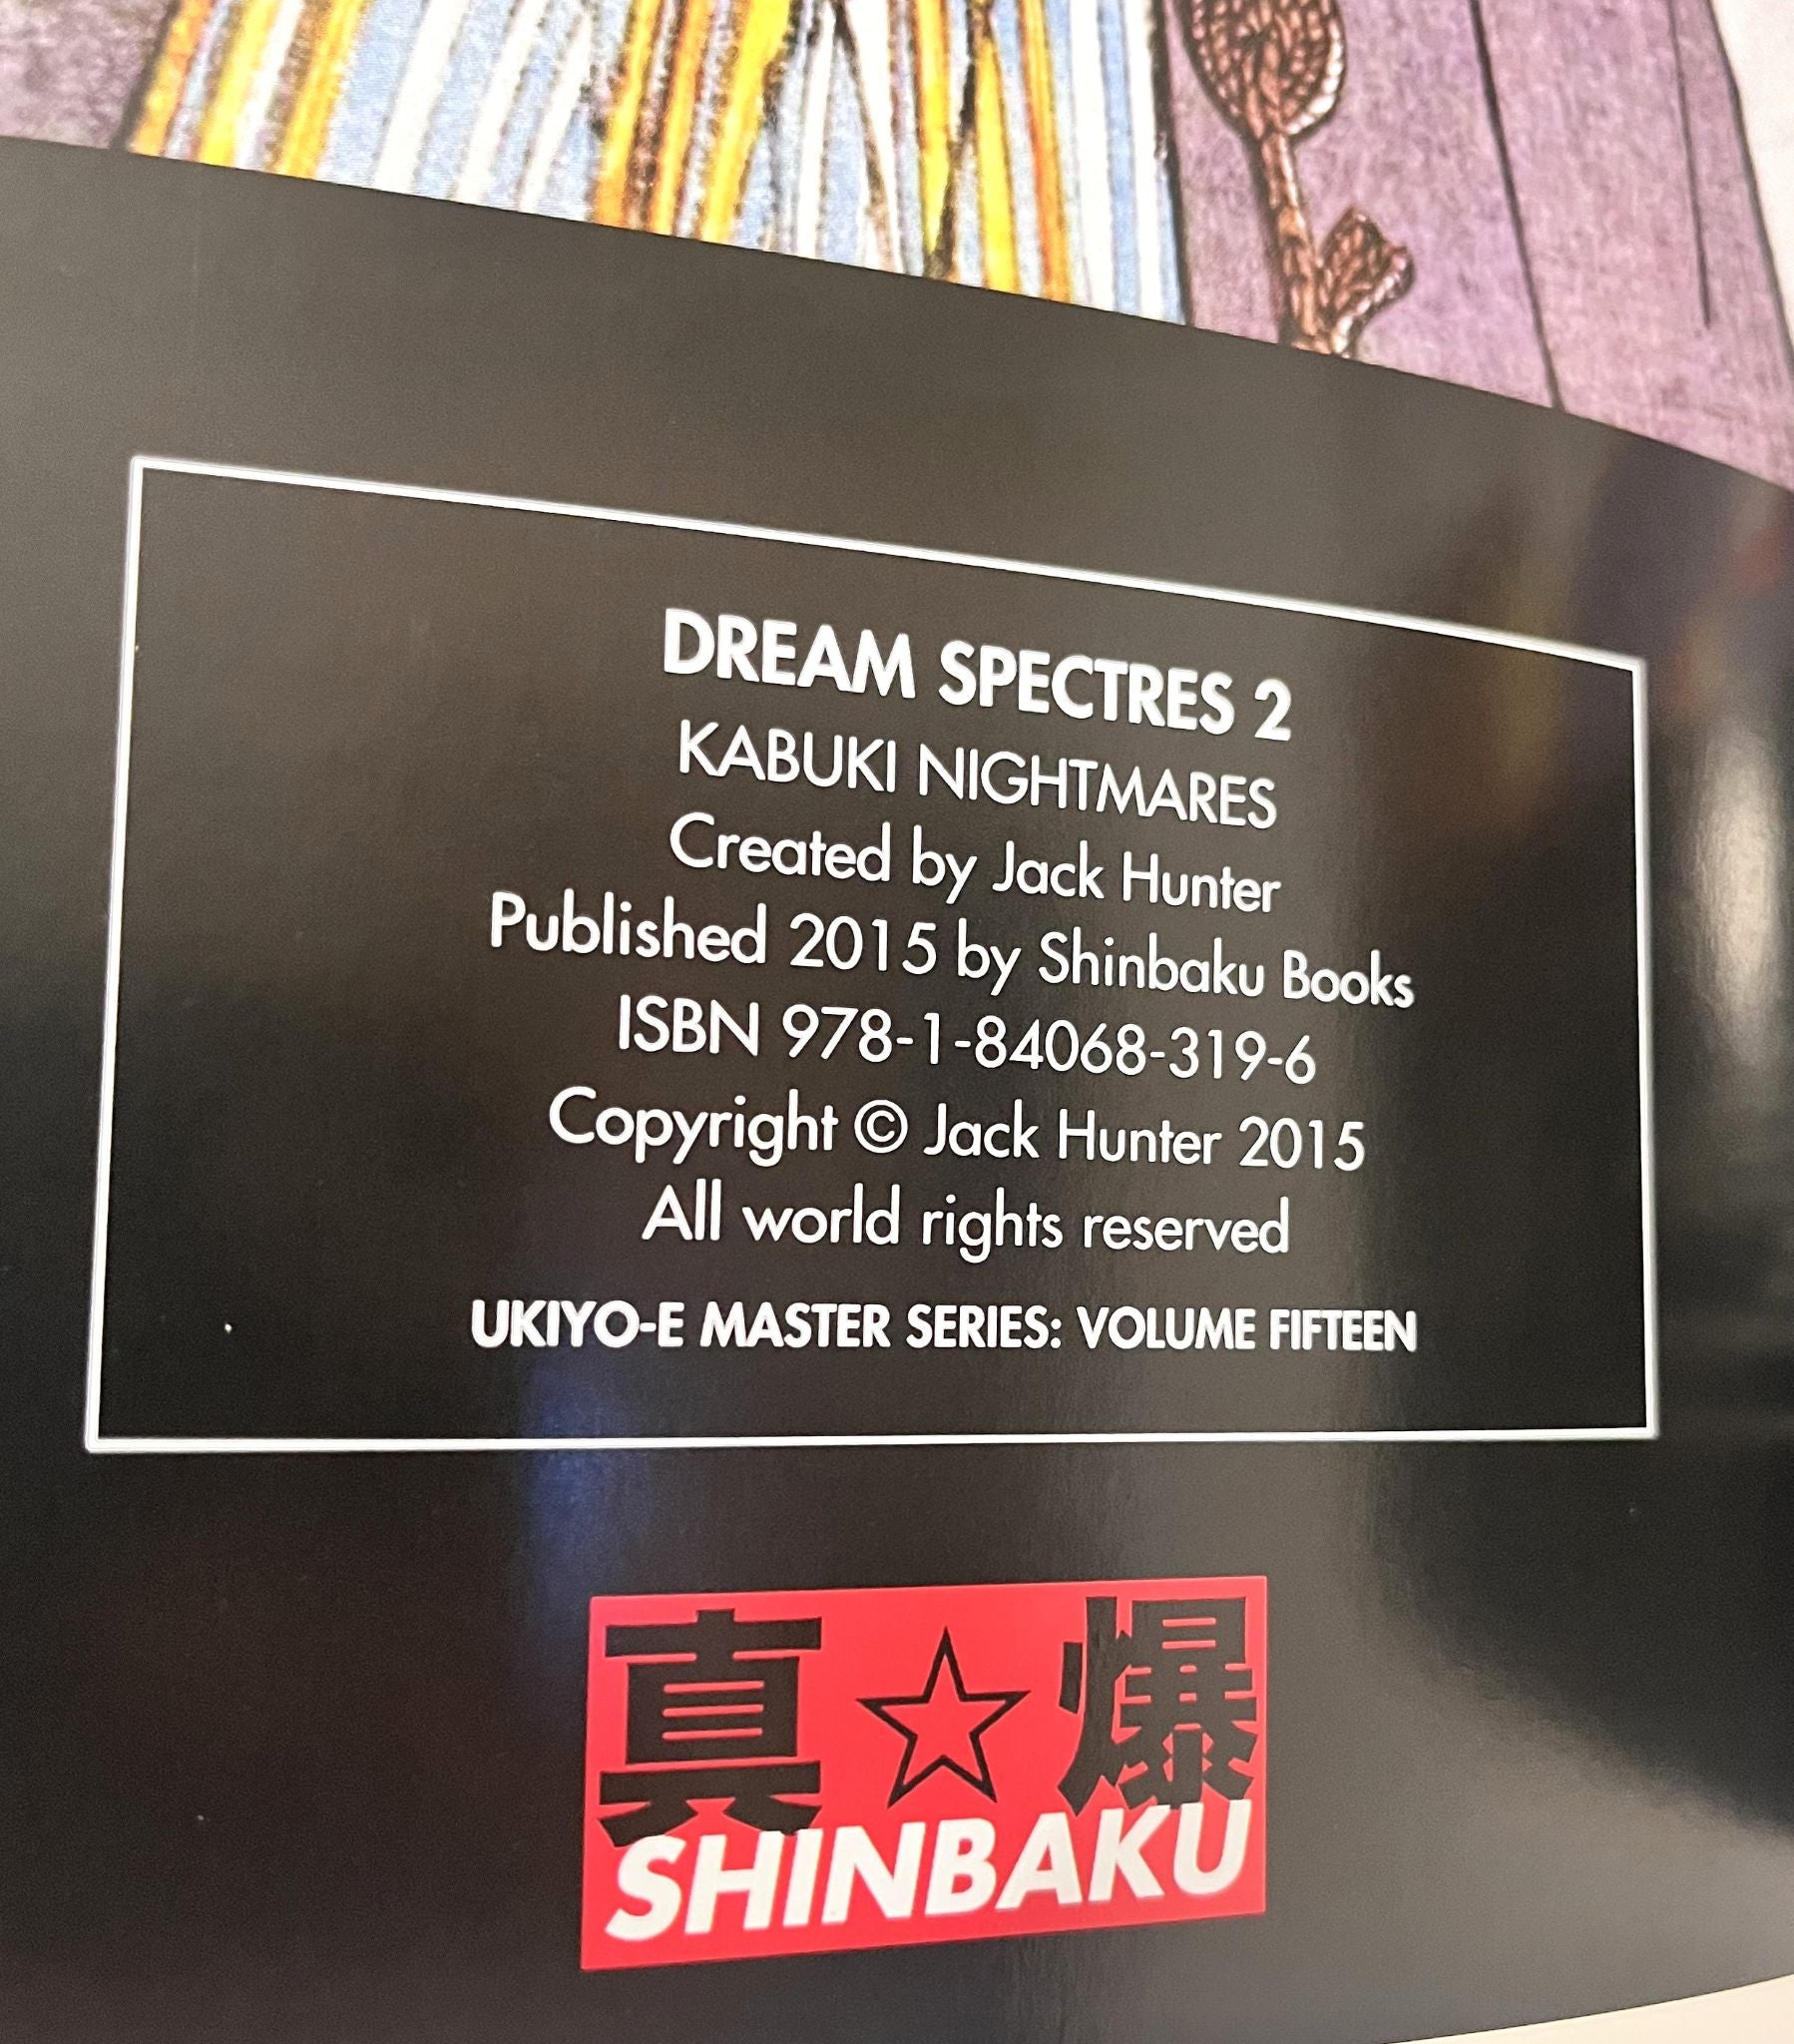 DREAM SPECTRES 2
KABUKI NIGHTMARES
Created by Jack Hunter
Published 2015 by Shinbaku Books
ISBN 978-1-84068-319-6
Copyright © Jack Hunter 2015
All world rights reserved
UKIYO-E MASTER SERIES: VOLUME FIFTEEN
真☆爆
SHINBAKU